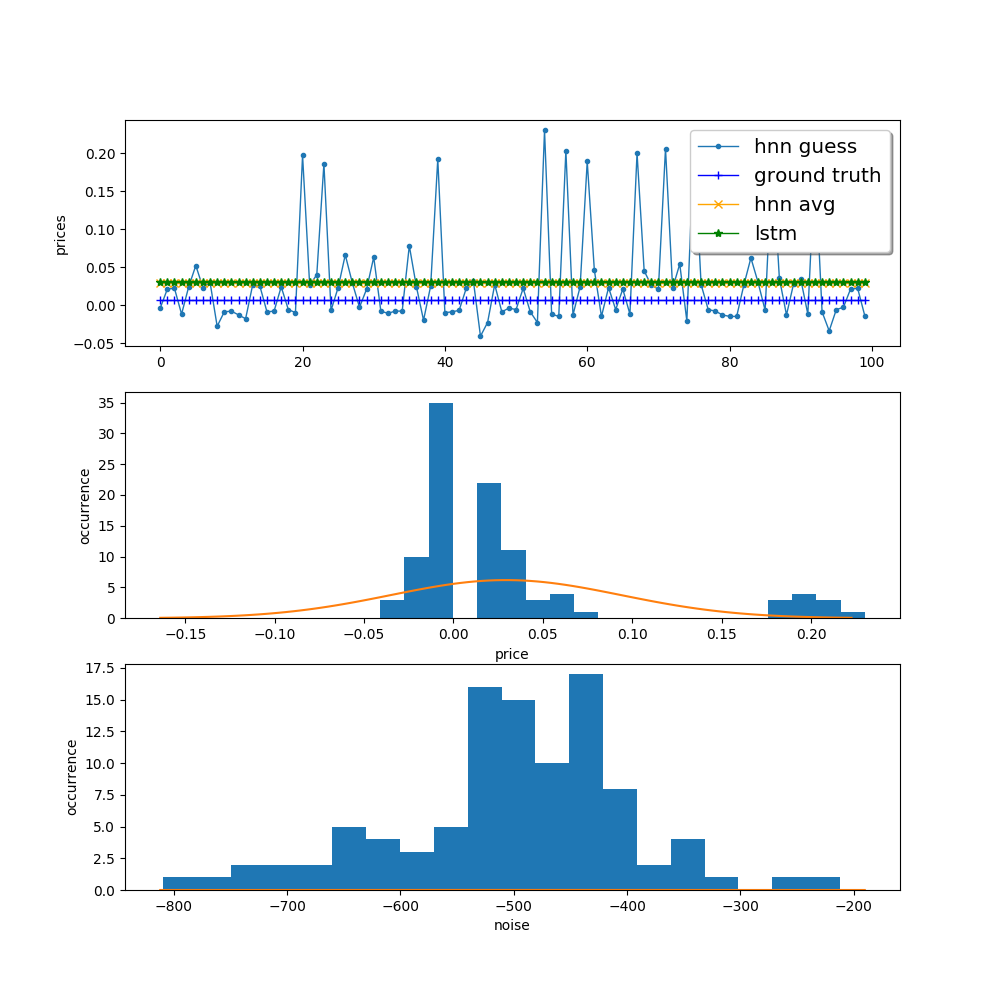 hnn guess
ground truth
hnn avg
lstm
prices
0.20
0.15
0.10
0.05
0.00
−0.05
0 20 40 60 80 100
occurrence
35
30
25
20
15
10
5
0
−0.15 −0.10 −0.05 0.00 0.05 0.10 0.15 0.20
price
occurrence
17.5
15.0
12.5
10.0
7.5
5.0
2.5
0.0
−800 −700 −600 −500 −400 −300 −200
noise